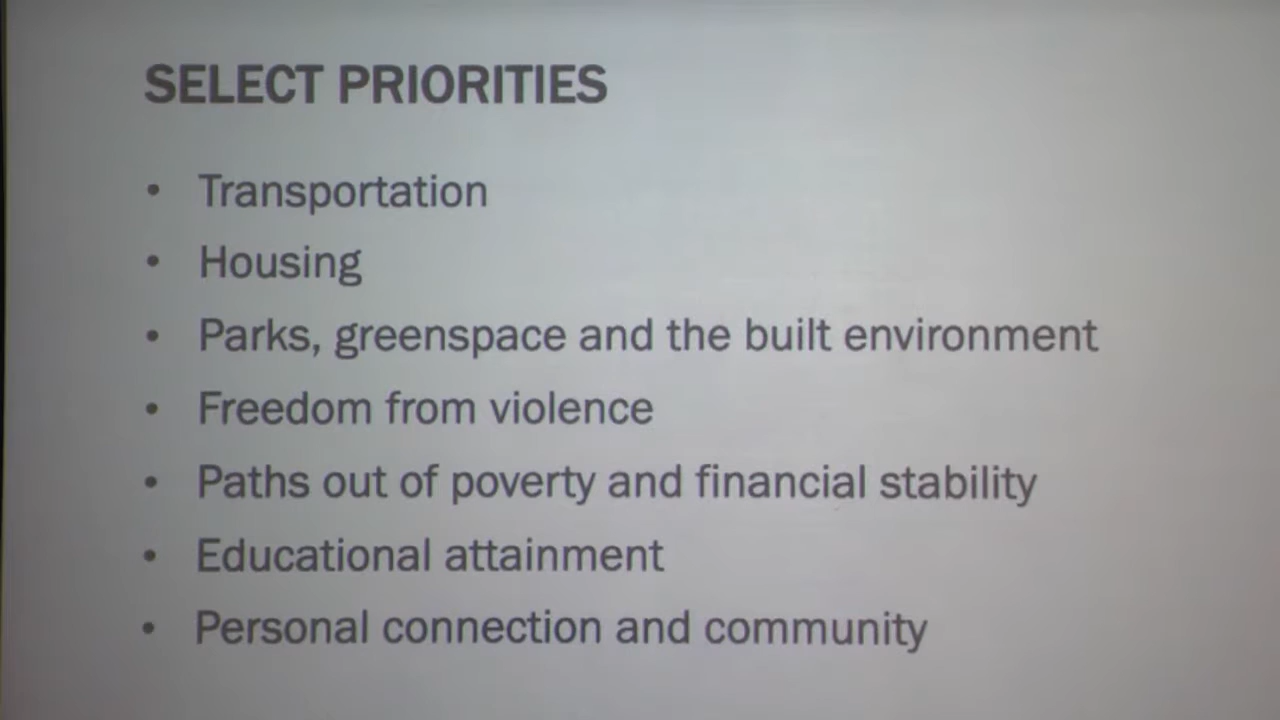 SELECT PRIORITIES
• Transportation
• Housing
• Parks, greenspace and the built environment
• Freedom from violence
• Paths out of poverty and financial stability
• Educational attainment
• Personal connection and community